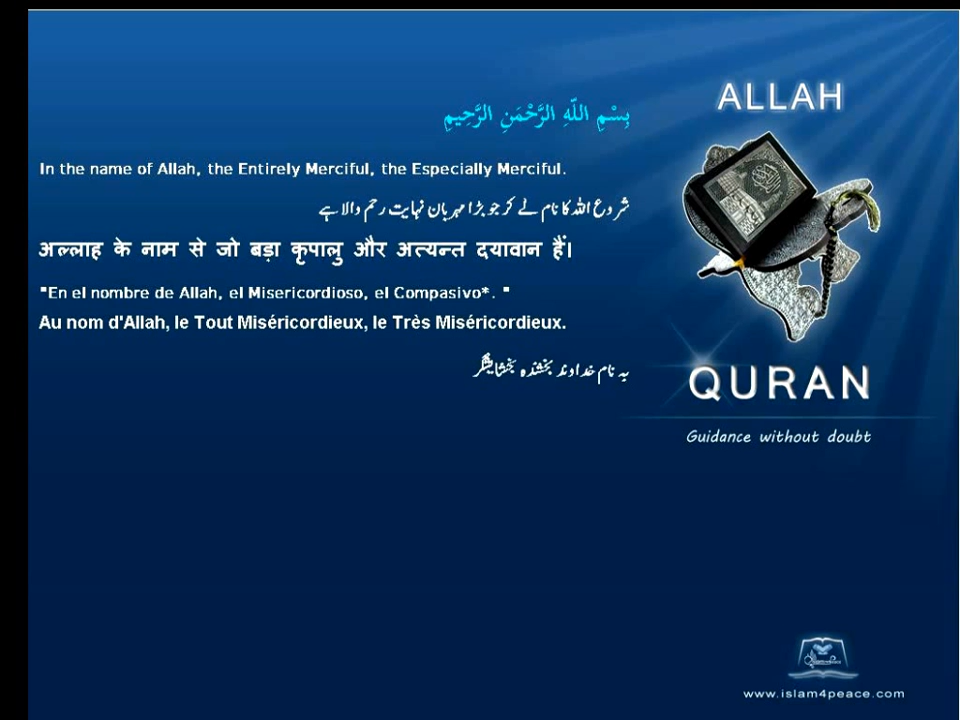 بِسْمِ اللّهِ الرَّحْمَنِ الرَّحِيمِ
In the name of Allah, the Entirely Merciful, the Especially Merciful.
شروع الله کا نام لے کر جو بڑا مہربان نہایت رحم والا ہے
अल्लाह के नाम से जो बड़ा कृपालु और अत्यन्त दयावान हैं।
"En el nombre de Allah, el Misericordioso, el Compasivo*. "
Au nom d'Allah, le Tout Miséricordieux, le Très Miséricordieux.
به نام خداوند بخشنده بخشایشگر
ALLAH
QURAN
Guidance without doubt
www.islam4peace.com